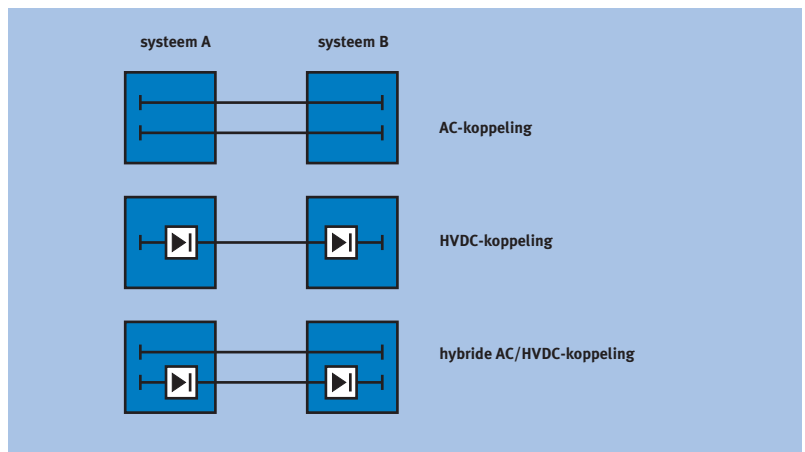 systeem A
systeem B
AC-koppeling
HVDC-koppeling
hybride AC/HVDC-koppeling